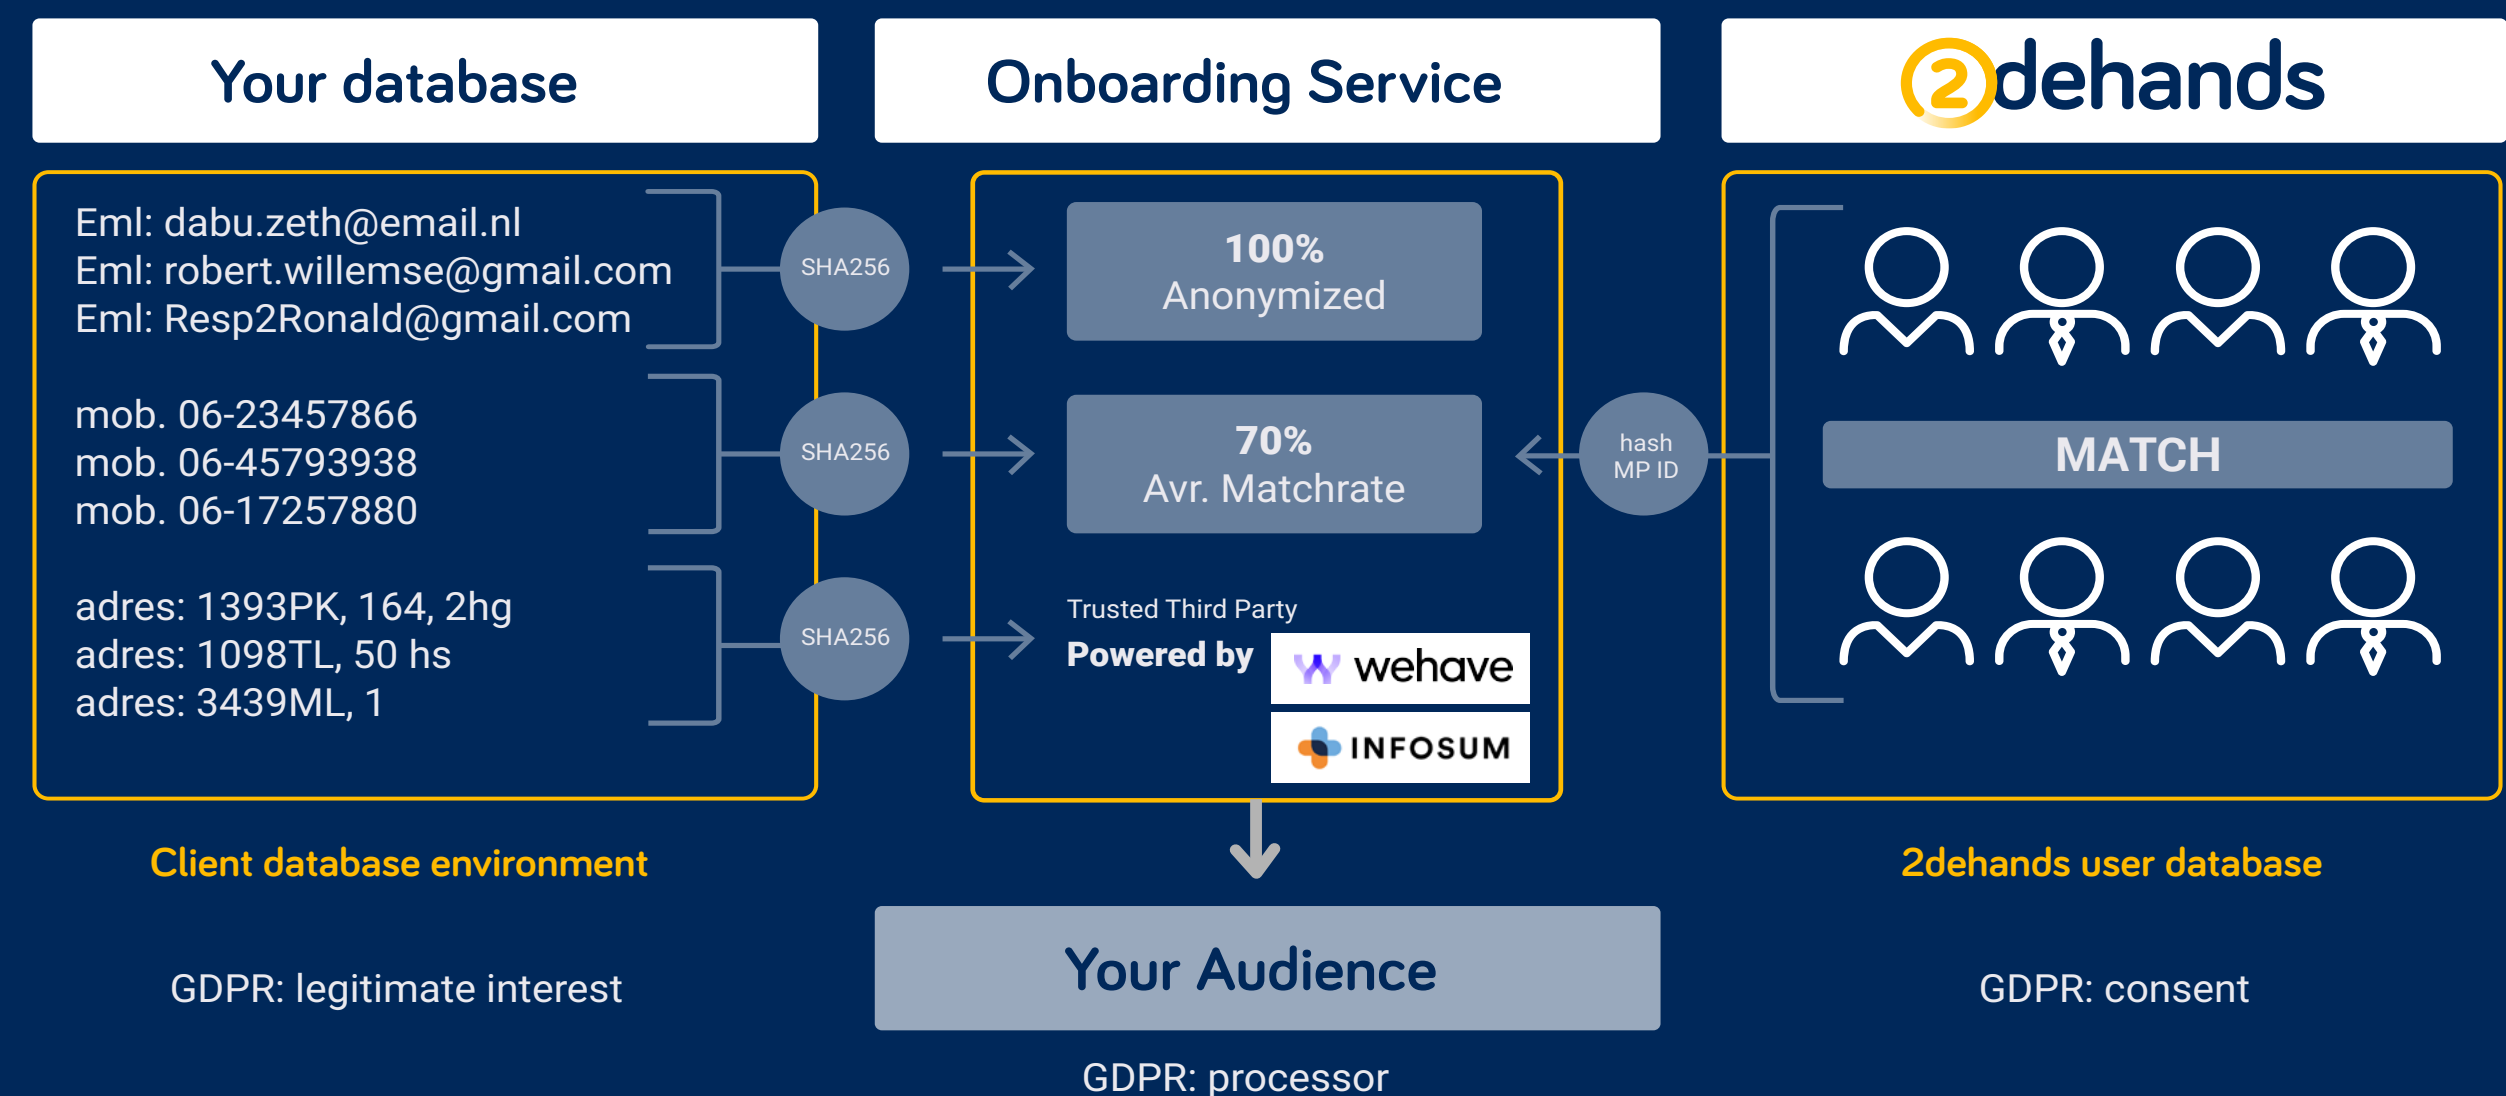 Your database
Eml: dabu.zeth@email.nl
Eml: robert.willemse@gmail.com
Eml: Resp2Ronald@gmail.com
mob. 06-23457866
mob. 06-45793938
mob. 06-17257880
adres: 1393PK, 164, 2hg
adres: 1098TL, 50 hs
adres: 3439ML, 1
SHA256
SHA256
SHA256
Client database environment
GDPR: legitimate interest
Onboarding Service
100%
Anonymized
70%
Avr. Matchrate
Trusted Third Party
Powered by
wehave
INFOSUM
Your Audience
GDPR: processor
hash
MP ID
2dehands
MATCH
2dehands user database
GDPR: consent